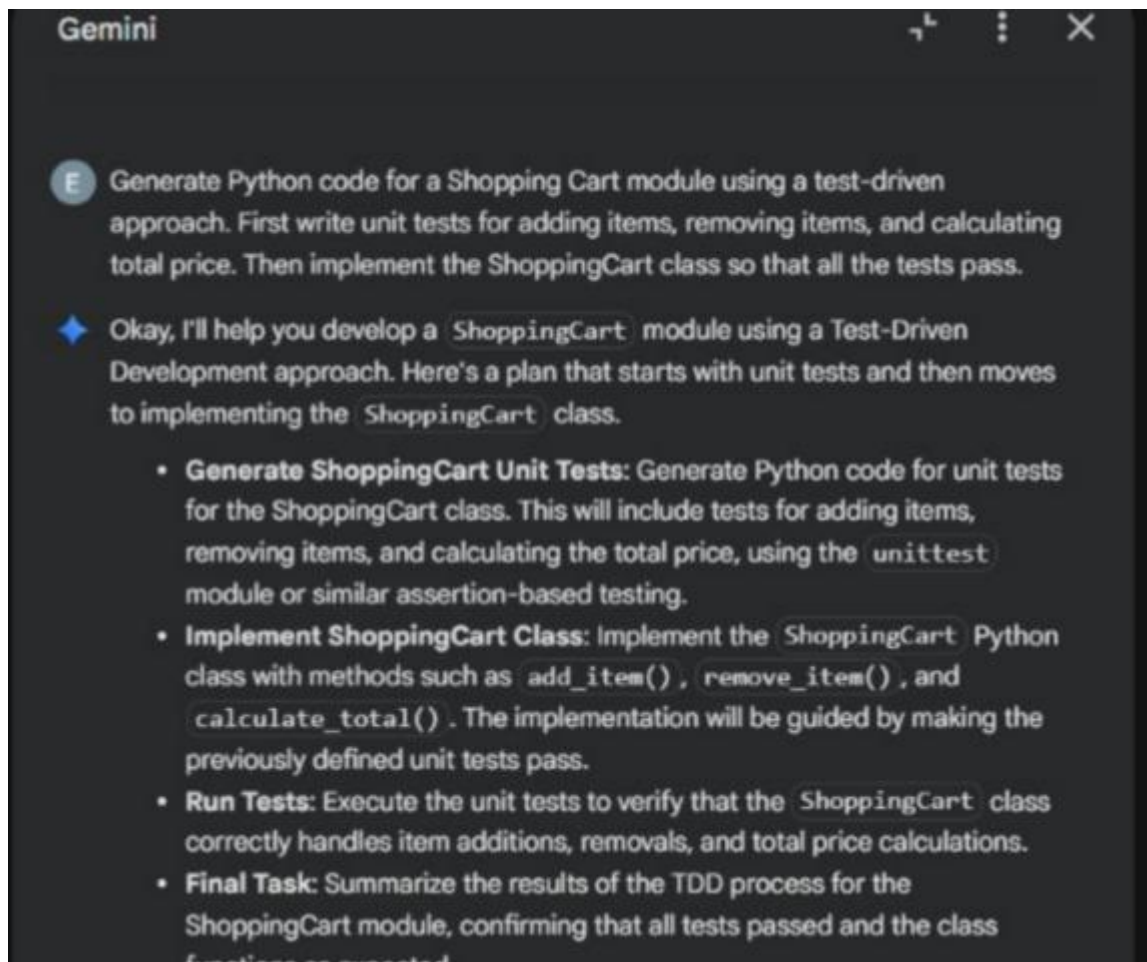 Gemini
E
Generate Python code for a Shopping Cart module using a test-driven
approach. First write unit tests for adding items, removing items, and calculating
total price. Then implement the ShoppingCart class so that all the tests pass.
Okay, I'll help you develop a ShoppingCart module using a Test-Driven
Development approach. Here's a plan that starts with unit tests and then moves
to implementing the ShoppingCart class.
• Generate ShoppingCart Unit Tests: Generate Python code for unit tests
for the ShoppingCart class. This will include tests for adding items,
removing items, and calculating the total price, using the unittest
module or similar assertion-based testing.
• Implement ShoppingCart Class: Implement the ShoppingCart Python
class with methods such as add_item(), remove_item(), and
calculate_total(). The implementation will be guided by making the
previously defined unit tests pass.
• Run Tests: Execute the unit tests to verify that the ShoppingCart class
correctly handles item additions, removals, and total price calculations.
• Final Task: Summarize the results of the TDD process for the
ShoppingCart module, confirming that all tests passed and the class